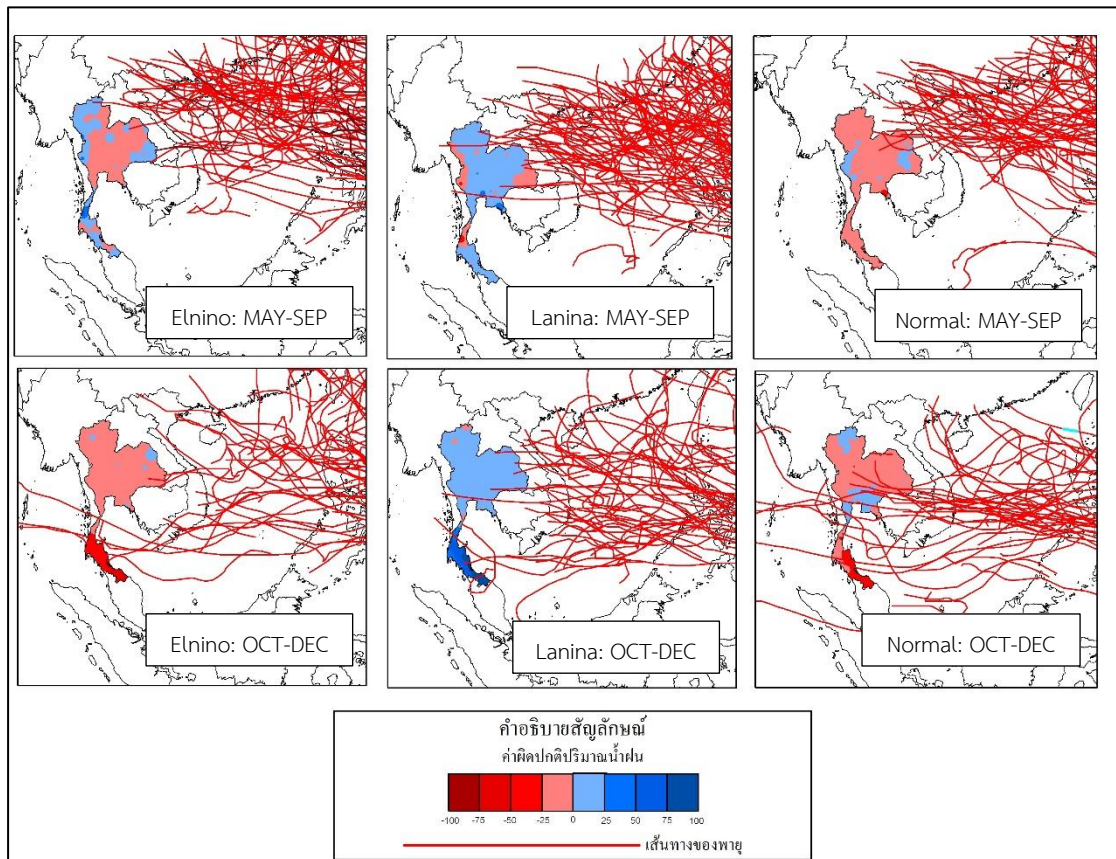 Elnino: MAY-SEP
Lanina: MAY-SEP
Normal: MAY-SEP
Elnino: OCT-DEC
Lanina: OCT-DEC
Normal: OCT-DEC
คำอธิบายสัญลักษณ์
ค่าผิดปกติปริมาณน้ำฝน
-100 -75 -50 -25 0 25 50 75 100
เส้นทางของพายุ